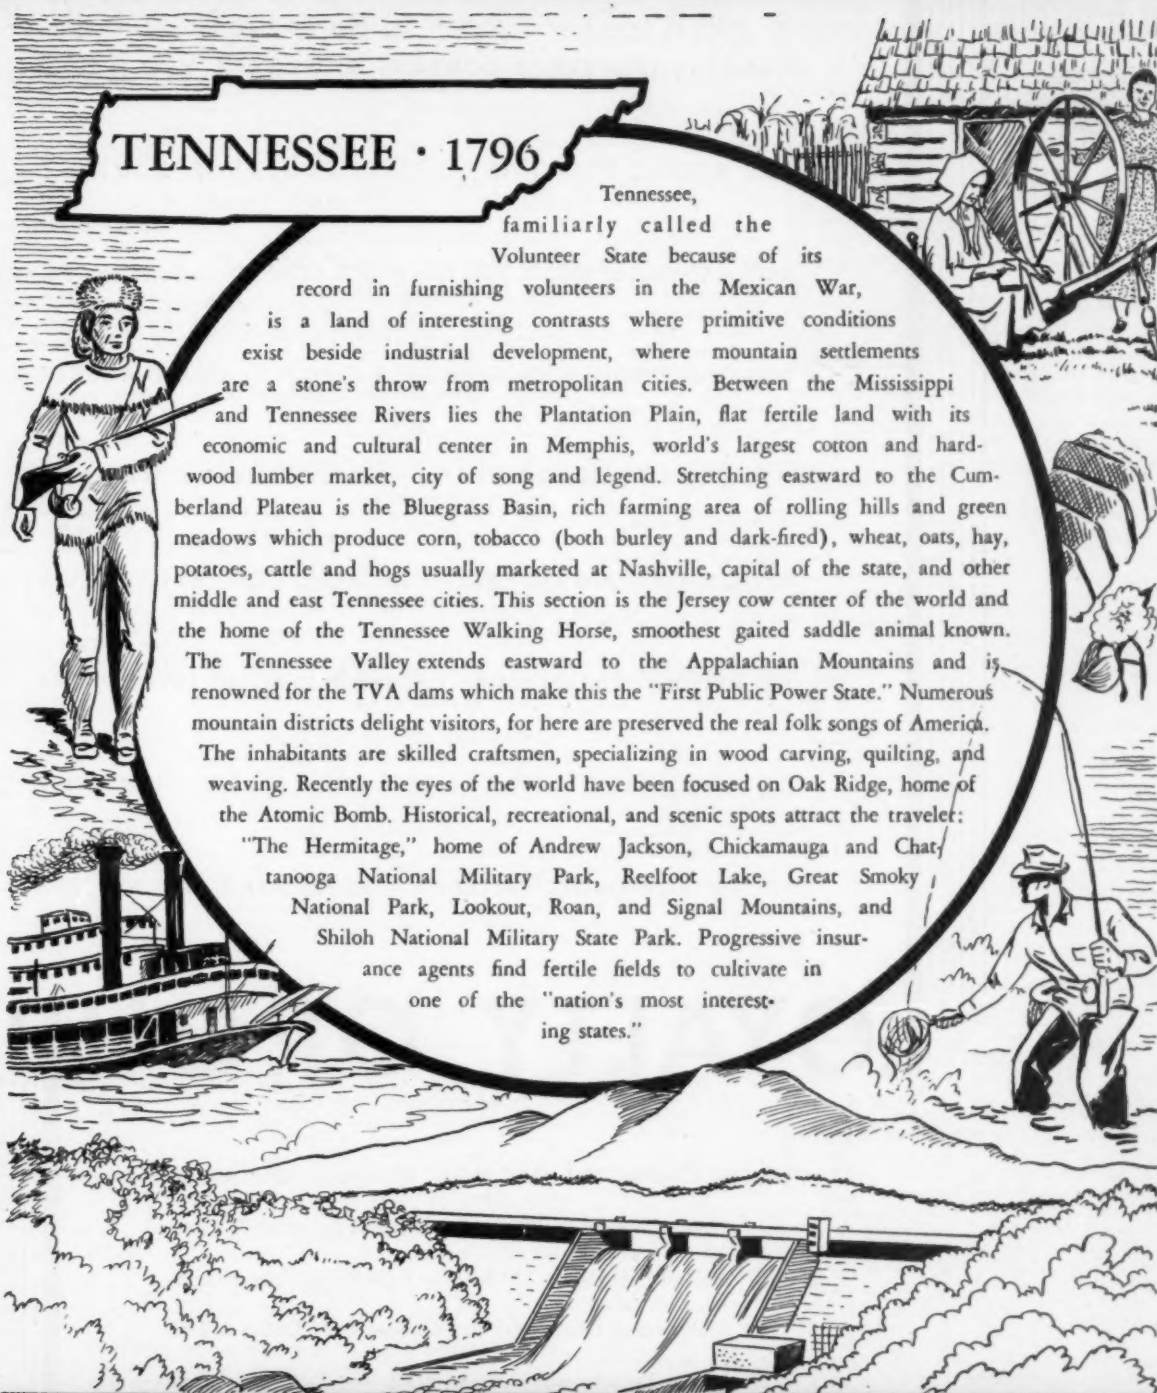 TENNESSEE · 1796
Tennessee,
familiarly called the
Volunteer State because of its
record in furnishing volunteers in the Mexican War,
is a land of interesting contrasts where primitive conditions
exist beside industrial development, where mountain settlements
are a stone's throw from metropolitan cities. Between the Mississippi
and Tennessee Rivers lies the Plantation Plain, flat fertile land with its
economic and cultural center in Memphis, world's largest cotton and hard-
wood lumber market, city of song and legend. Stretching eastward to the Cum-
berland Plateau is the Bluegrass Basin, rich farming area of rolling hills and green
meadows which produce corn, tobacco (both burley and dark-fired), wheat, oats, hay,
potatoes, cattle and hogs usually marketed at Nashville, capital of the state, and other
middle and east Tennessee cities. This section is the Jersey cow center of the world and
the home of the Tennessee Walking Horse, smoothest gaited saddle animal known.
The Tennessee Valley extends eastward to the Appalachian Mountains and is
renowned for the TVA dams which make this the "First Public Power State." Numerous
mountain districts delight visitors, for here are preserved the real folk songs of America.
The inhabitants are skilled craftsmen, specializing in wood carving, quilting, and
weaving. Recently the eyes of the world have been focused on Oak Ridge, home of
the Atomic Bomb. Historical, recreational, and scenic spots attract the traveler:
"The Hermitage," home of Andrew Jackson, Chickamauga and Chat-
tanooga National Military Park, Reelfoot Lake, Great Smoky
National Park, Lookout, Roan, and Signal Mountains, and
Shiloh National Military State Park. Progressive insur-
ance agents find fertile fields to cultivate in
one of the "nation's most interest-
ing states."